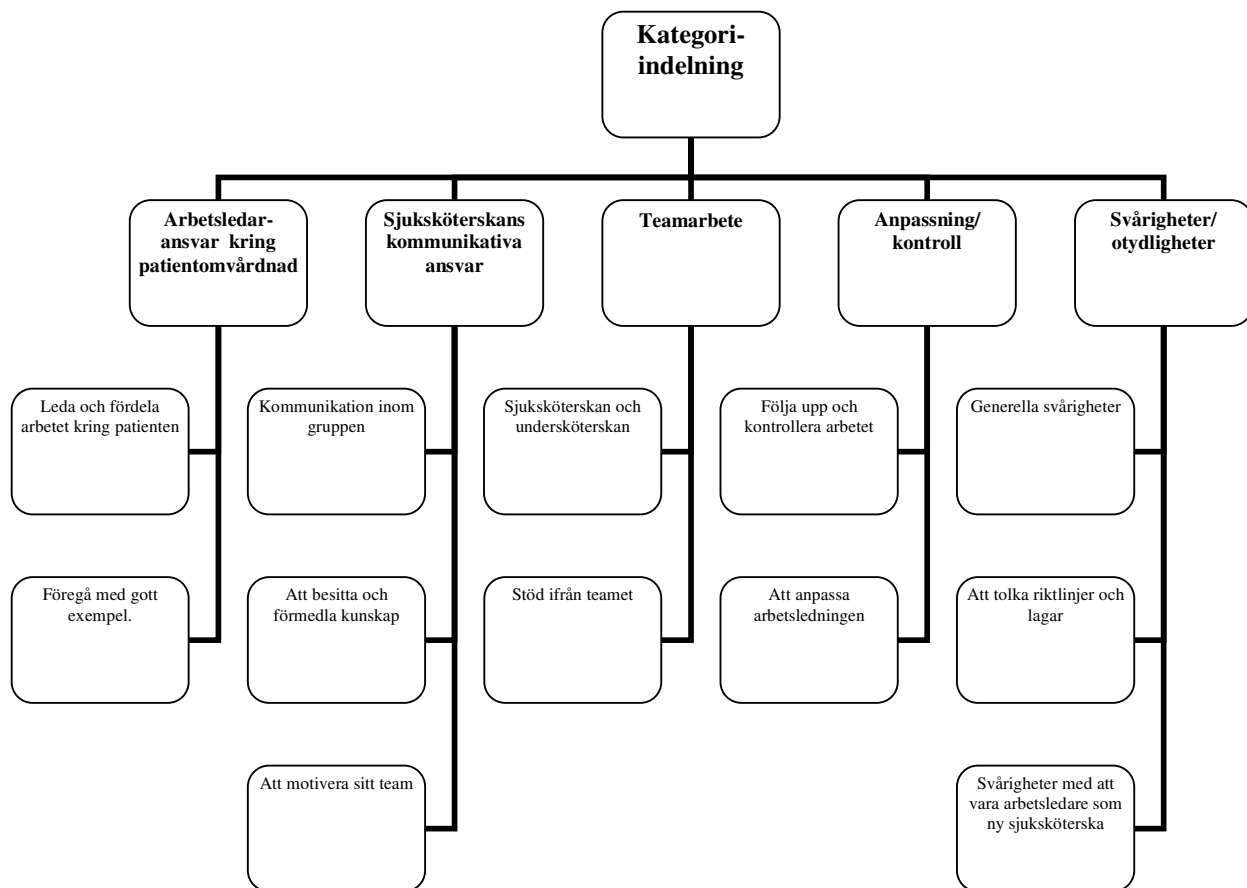 Kategori-
indelning
Arbetsledar-
ansvar kring
patientomvårdnad
Sjuksköterskans
kommunikativa
ansvar
Teamarbete
Anpassning/
kontroll
Svårigheter/
otydligheter
Leda och fördela
arbetet kring patienten
Kommunikation inom
gruppen
Sjuksköterskan och
undersköterskan
Följa upp och
kontrollera arbetet
Generella svårigheter
Föregå med gott
exempel.
Att besitta och
förmedla kunskap
Stöd ifrån teamet
Att anpassa
arbetsledningen
Att tolka riktlinjer och
lagar
Att motivera sitt team
Svårigheter med att
vara arbetsledare som
ny sjuksköterska